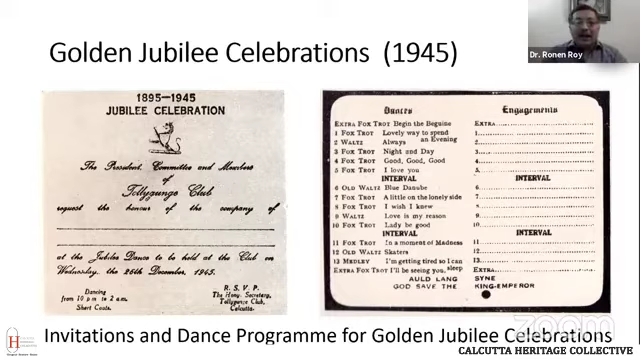 Golden Jubilee Celebrations (1945)
Dr. Ronen Roy
1895-1945
JUBILEE CELEBRATION
The President, Committee and Members
of
Tollygunge Club
request the honour of the company of
at the Jubilee Dance to be held at the Club on
Wednesday, the 26th December, 1945.
Dancing
from 10 p m to 2 a.m.
Short Coats.
R. S. V. P.
The Hony. Secretary,
Tollygunge Club,
Calcutta.
Dances Engagements
EXTRA FOX TROT Begin the Beguine EXTRA
1 FOX TROT Lovely way to spend an Evening 1.
2 WALTZ Always 2.
3 FOX TROT Night and Day 3.
4 FOX TROT Good, Good, Good 4.
5 FOX TROT I love you 5.
INTERVAL INTERVAL
6 OLD WALTZ Blue Danube 6.
7 FOX TROT A little on the lonely side 7.
8 FOX TROT I wish I knew 8.
9 WALTZ Love is my reason 9.
10 FOX TROT Lady be good 10.
INTERVAL INTERVAL
11 FOX TROT In a moment of Madness 11
12 OLD WALTZ Skaters 12.
13 MEDLEY I'm getting tired so I can sleep 13.
EXTRA FOX TROT I'll be seeing you, EXTRA
AULD LANG SYNE
GOD SAVE THE KING-EMPEROR
Invitations and Dance Programme for Golden Jubilee Celebrations
zoom
CALCUTTA HERITAGE COLLECTIVE